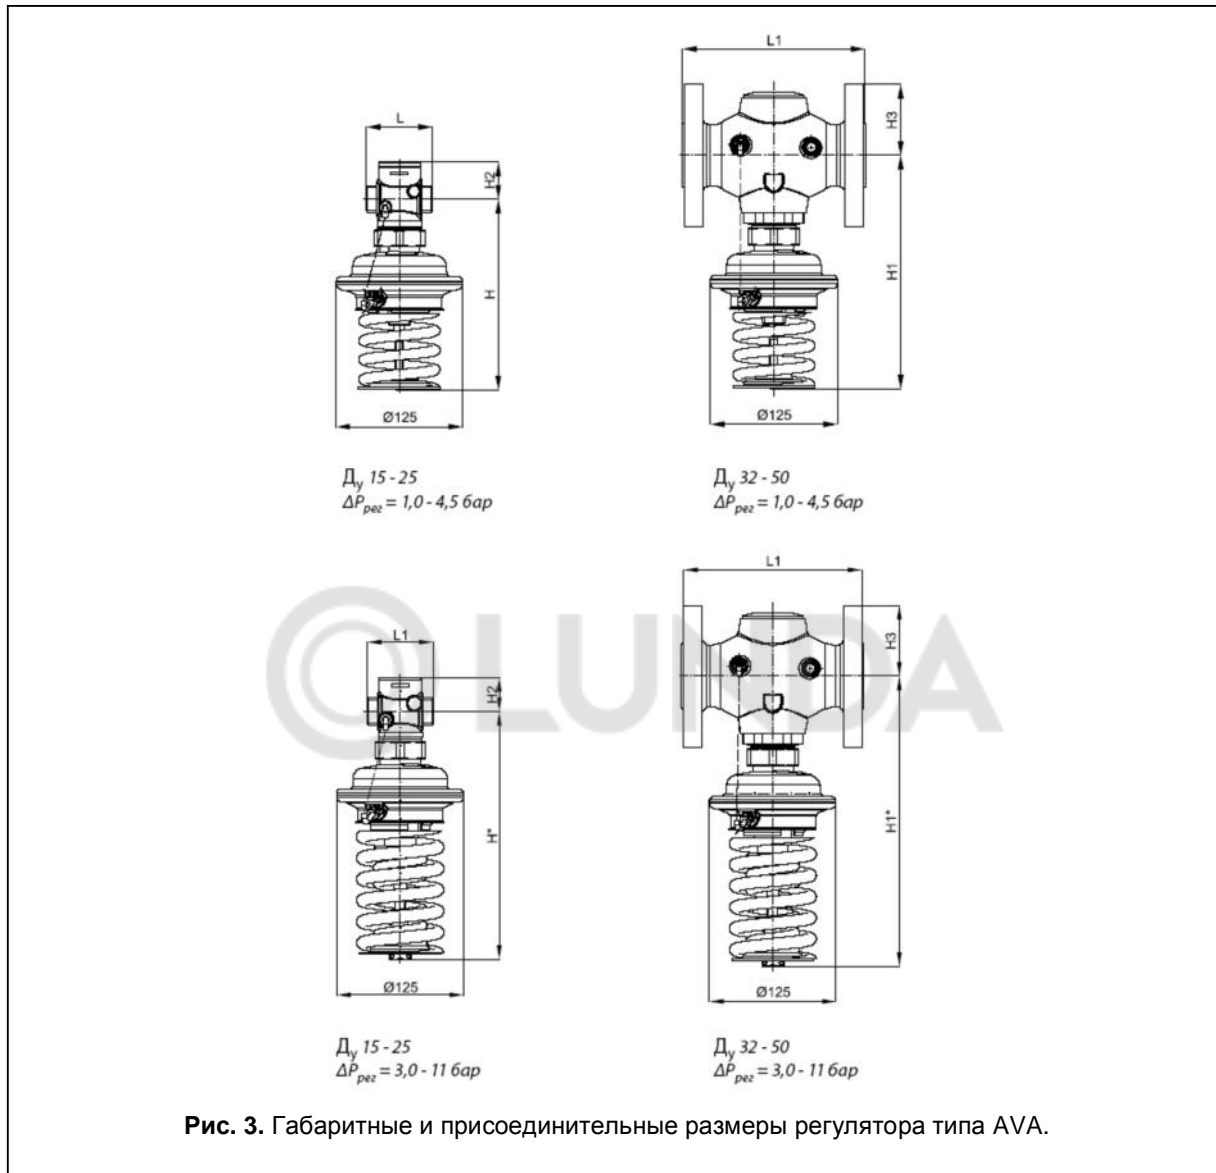 L1
H3
L
H2
H1
H
Ø125
Ø125
Ду 15 - 25
ΔPрег = 1,0 - 4,5 бар
Ду 32 - 50
ΔPрег = 1,0 - 4,5 бар
L1
H3
LUNDA
L1
H2
H*
H1*
Ø125
Ø125
Ду 15 - 25
ΔPрег = 3,0 - 11 бар
Ду 32 - 50
ΔPрег = 3,0 - 11 бар
Рис. 3. Габаритные и присоединительные размеры регулятора типа AVA.